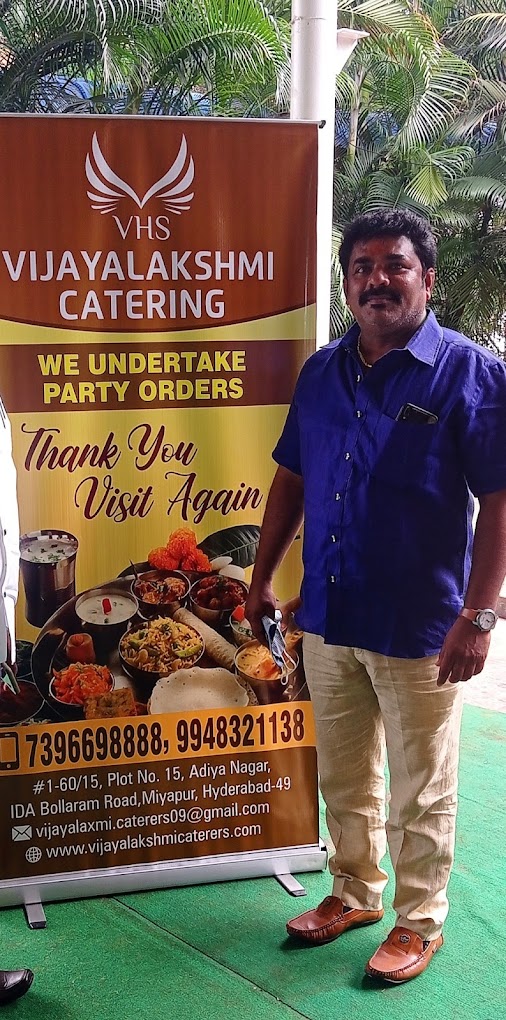 VHS
VIJAYALAKSHMI
CATERING
WE UNDERTAKE
PARTY ORDERS
Thank You
Visit Again
7396698888, 9948321138
#1-60/15, Plot No. 15, Adiya Nagar,
IDA Bollaram Road,Miyapur, Hyderabad-49
vijayalaxmi.caterers09@gmail.com
www.vijayalakshmicaterers.com